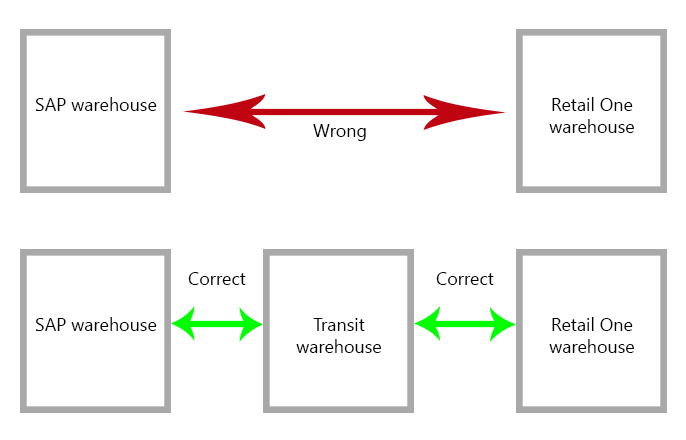 SAP warehouse
Wrong
Retail One
warehouse
Correct
Correct
SAP warehouse
Transit
warehouse
Retail One
warehouse